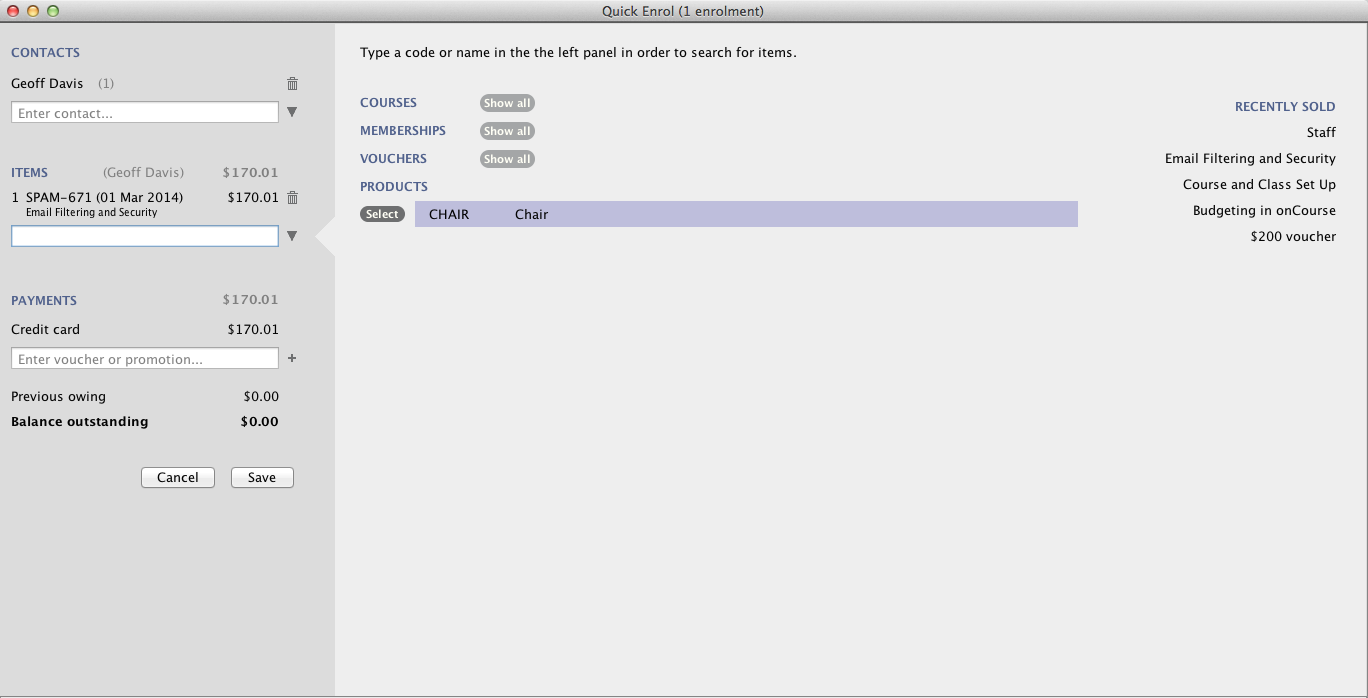 Quick Enrol (1 enrolment)
CONTACTS
Geoff Davis (1)
Enter contact...
ITEMS (Geoff Davis) $170.01
1 SPAM-671 (01 Mar 2014) $170.01
Email Filtering and Security
PAYMENTS $170.01
Credit card $170.01
Enter voucher or promotion... +
Previous owing $0.00
Balance outstanding $0.00
Cancel Save
Type a code or name in the the left panel in order to search for items.
COURSES Show all
MEMBERSHIPS Show all
VOUCHERS Show all
PRODUCTS
Select CHAIR Chair
RECENTLY SOLD
Staff
Email Filtering and Security
Course and Class Set Up
Budgeting in onCourse
$200 voucher